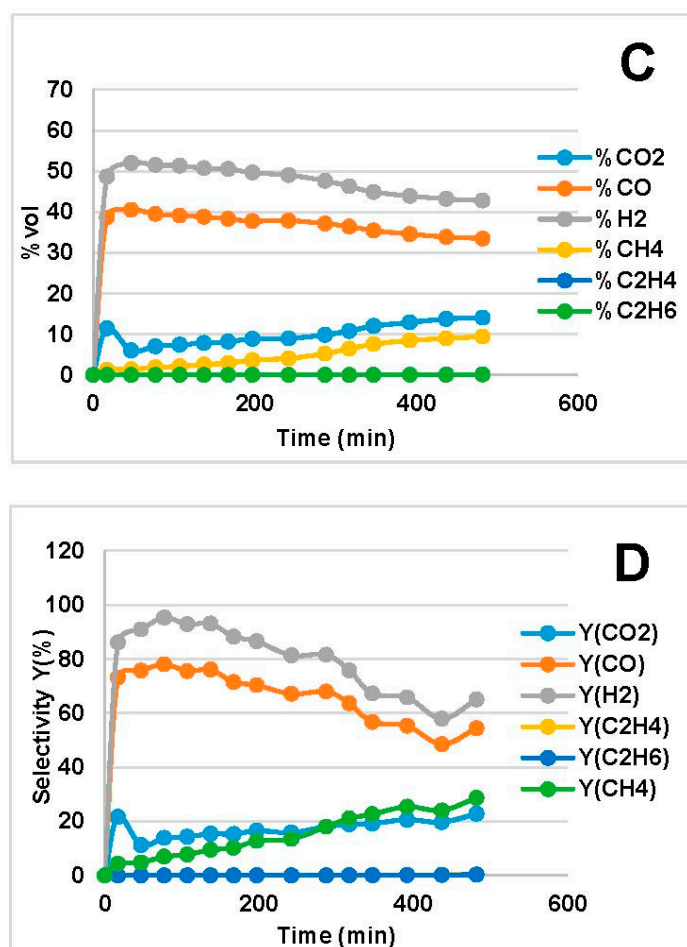 C
70
60
50
40
30
20
10
0
% vol
0 200 400 600
Time (min)
% CO2
% CO
% H2
% CH4
% C2H4
% C2H6
D
120
100
80
60
40
20
0
Selectivity Y(%)
0 200 400 600
Time (min)
Y(CO2)
Y(CO)
Y(H2)
Y(C2H4)
Y(C2H6)
Y(CH4)